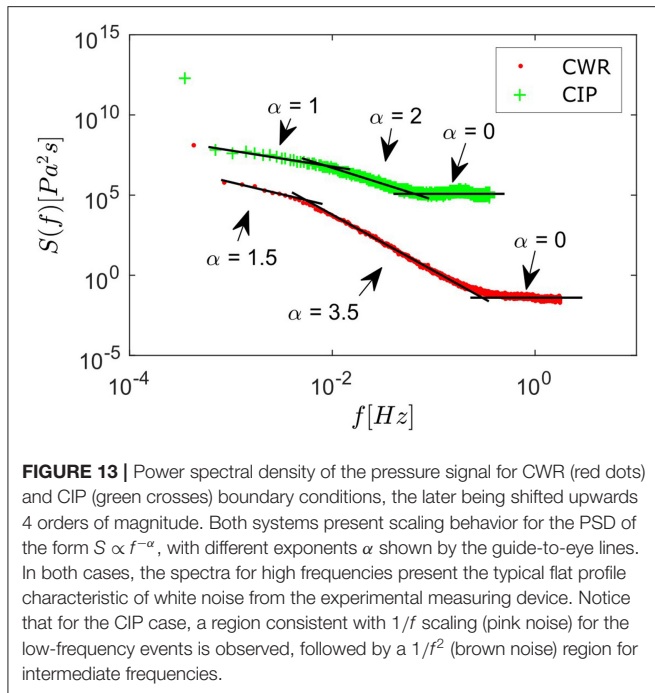 10^15
10^10
10^5
10^0
10^-5
S(f)[Pa^2s]
CWR
CIP
α = 1
α = 2
α = 0
α = 1.5
α = 3.5
α = 0
10^-4
10^-2
10^0
f[Hz]
FIGURE 13 | Power spectral density of the pressure signal for CWR (red dots)
and CIP (green crosses) boundary conditions, the later being shifted upwards
4 orders of magnitude. Both systems present scaling behavior for the PSD of
the form S ∝ f^−α, with different exponents α shown by the guide-to-eye lines.
In both cases, the spectra for high frequencies present the typical flat profile
characteristic of white noise from the experimental measuring device. Notice
that for the CIP case, a region consistent with 1/f scaling (pink noise) for the
low-frequency events is observed, followed by a 1/f^2 (brown noise) region for
intermediate frequencies.